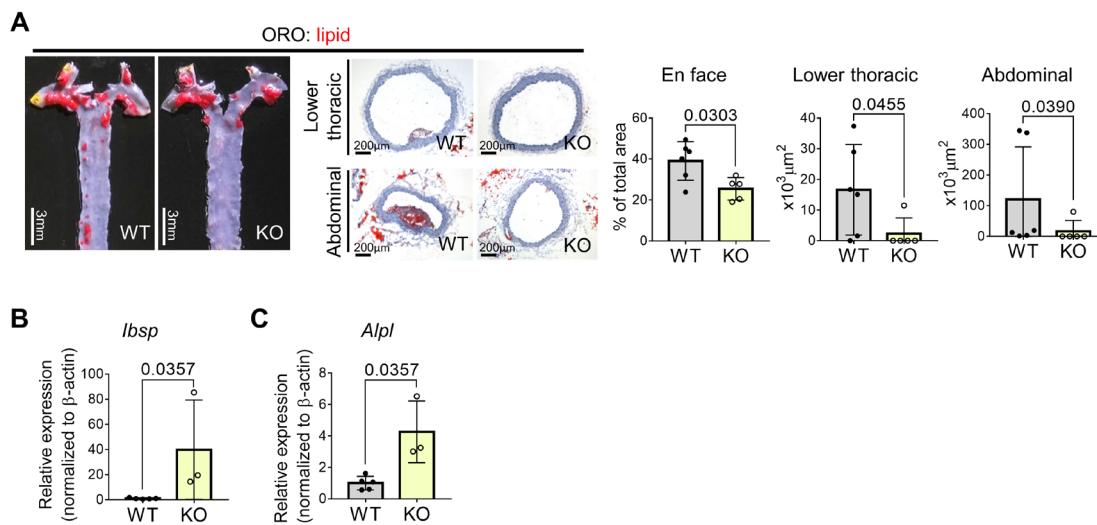 A
ORO: lipid
3mm
WT
3mm
KO
Lower
thoracic
200μm
WT
200μm
KO
Abdominal
200μm
WT
200μm
KO
En face
0.0303
% of total area
60
40
20
0
WT
KO
Lower thoracic
0.0455
x10³μm²
40
30
20
10
0
WT
KO
Abdominal
0.0390
x10³μm²
400
300
200
100
0
WT
KO
B
Ibsp
0.0357
Relative expression
(normalized to β-actin)
100
80
60
40
20
0
WT
KO
C
Alpl
0.0357
Relative expression
(normalized to β-actin)
8
6
4
2
0
WT
KO